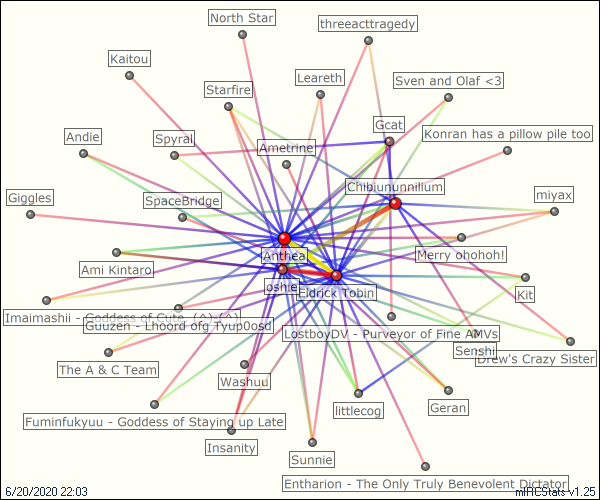 North Star
threeacttragedy
Kaitou
Leareth
Sven and Olaf <3
Starfire
Gcat
Konran has a pillow pile too
Andie
Spyral
Ametrine
Chibiununnilium
Giggles
SpaceBridge
miyax
Anthea
Merry ohohoh!
Ami Kintaro
oshie
Eldrick Tobin
Kit
Imaimashii - Goddess of Cute. (^)-(^)
Guuzen - Lhoord ofg Tyup0osd
LostboyDV - Purveyor of Fine AMVs
Senshi
Drew's Crazy Sister
The A & C Team
Washuu
littlecog
Geran
Fuminfukyuu - Goddess of Staying up Late
Insanity
Sunnie
Entharion - The Only Truly Benevolent Dictator
6/20/2020 22:03
mIRCStats v1.25